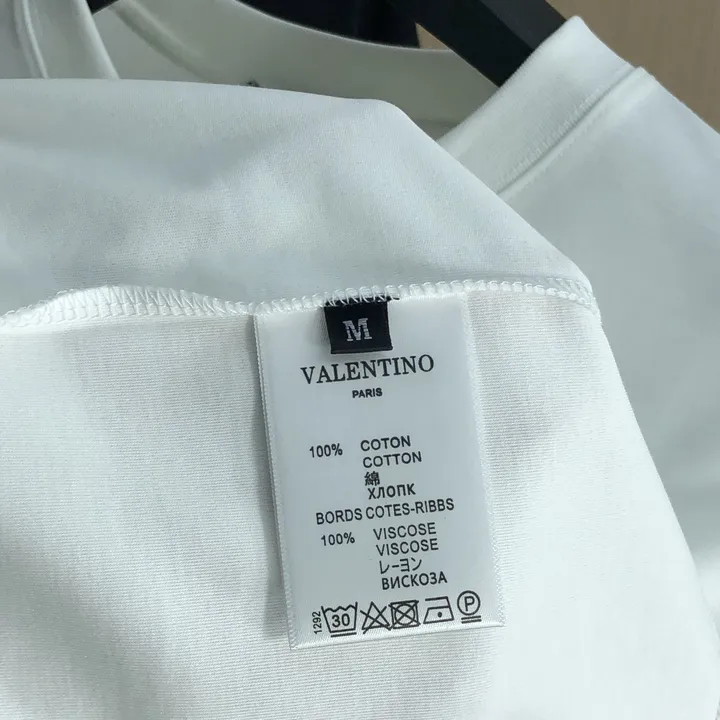 M
VALENTINO
PARIS
100% COTON
COTTON
綿
ХЛОПК
BORDS COTES-RIBBS
100% VISCOSE
VISCOSE
レーヨン
ВИСКОЗА
1292 30 P